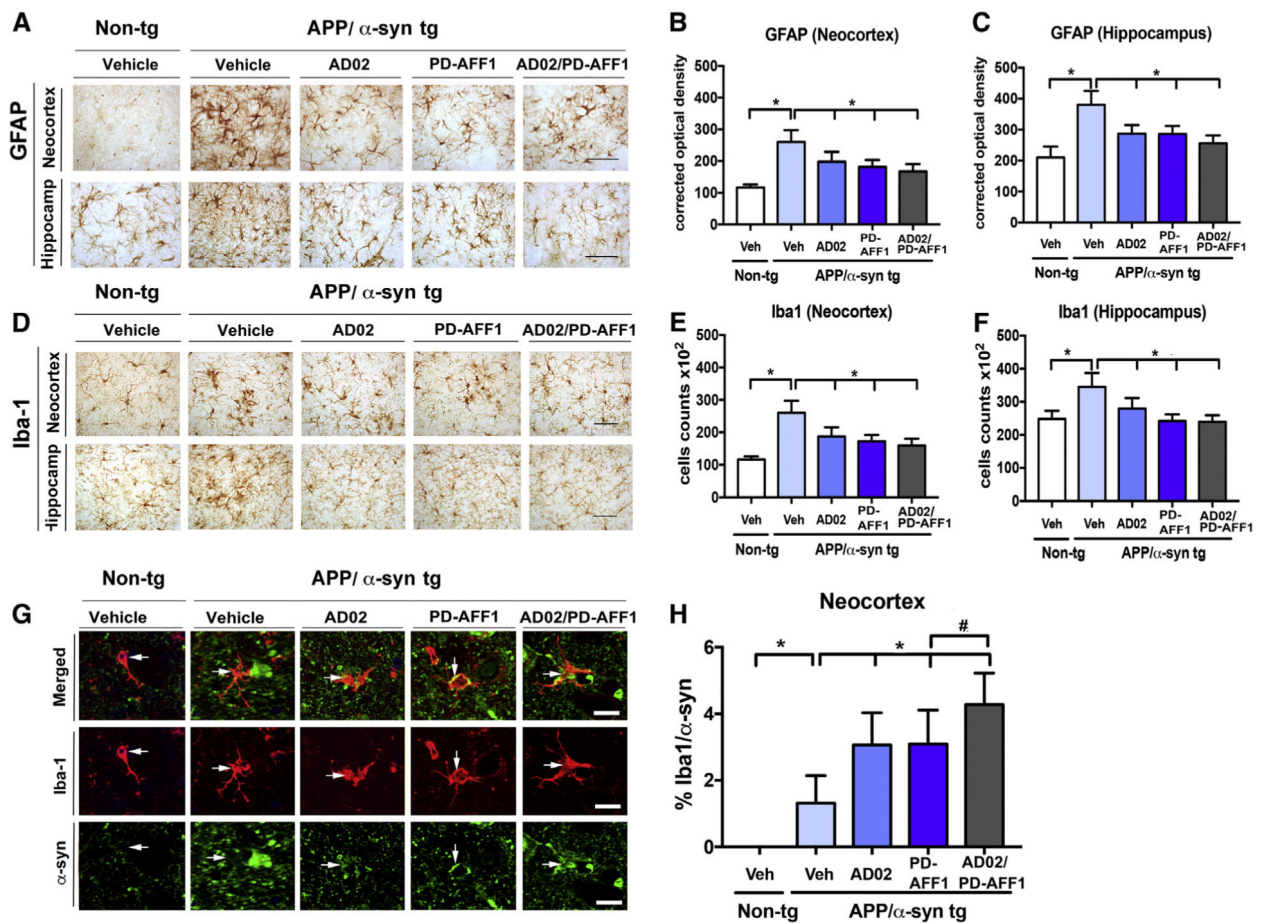 A
Non-tg
APP/ α-syn tg
Vehicle
Vehicle
AD02
PD-AFF1
AD02/PD-AFF1
GFAP
Neocortex
Hippocamp
B
GFAP (Neocortex)
corrected optical density
500
400
300
200
100
0
*
*
Veh
Veh
AD02
PD-
AFF1
AD02/
PD-AFF1
Non-tg
APP/α-syn tg
C
GFAP (Hippocampus)
corrected optical density
500
400
300
200
100
0
*
*
Veh
Veh
AD02
PD-
AFF1
AD02/
PD-AFF1
Non-tg
APP/α-syn tg
D
Non-tg
APP/ α-syn tg
Vehicle
Vehicle
AD02
PD-AFF1
AD02/PD-AFF1
Iba-1
Neocortex
Hippocamp
E
Iba1 (Neocortex)
cells counts x10²
500
400
300
200
100
0
*
*
Veh
Veh
AD02
PD-
AFF1
AD02/
PD-AFF1
Non-tg
APP/α-syn tg
F
Iba1 (Hippocampus)
cells counts x10²
500
400
300
200
100
0
*
*
Veh
Veh
AD02
PD-
AFF1
AD02/
PD-AFF1
Non-tg
APP/α-syn tg
G
Non-tg
APP/ α-syn tg
Vehicle
Vehicle
AD02
PD-AFF1
AD02/PD-AFF1
Merged
Iba-1
α-syn
H
Neocortex
% Iba1/α-syn
6
4
2
0
*
*
#
Veh
Veh
AD02
PD-
AFF1
AD02/
PD-AFF1
Non-tg
APP/α-syn tg